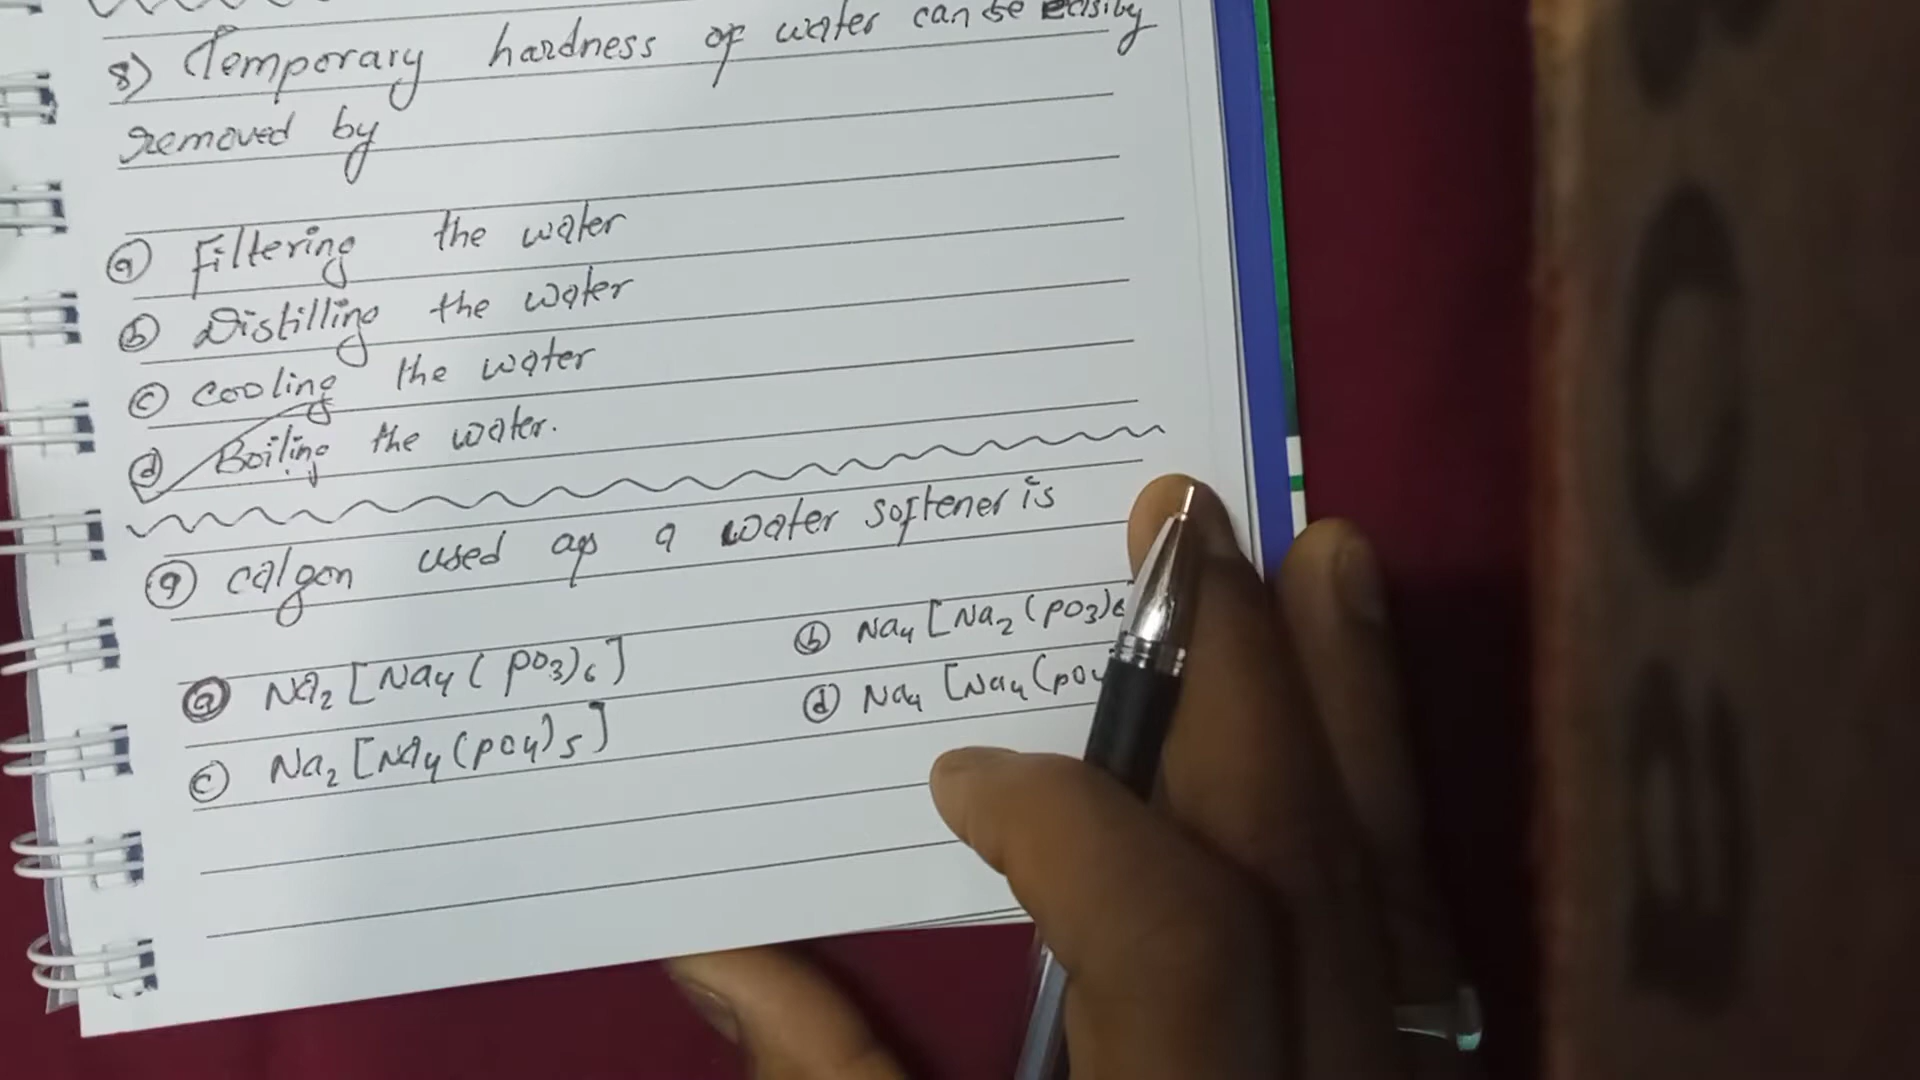 8) Temporary hardness of water can be easily
removed by
ⓐ Filtering the water
ⓑ Distilling the water
ⓒ cooling the water
ⓓ Boiling the water.
⑨ calgon used as a water softener is
ⓐ Na₂ [Na₄ (PO₃)₆]
ⓑ Na₄ [Na₂ (PO₃)₆
ⓒ Na₂ [Na₄ (PO₄)₅]
ⓓ Na₄ [Na₄ (PO₄